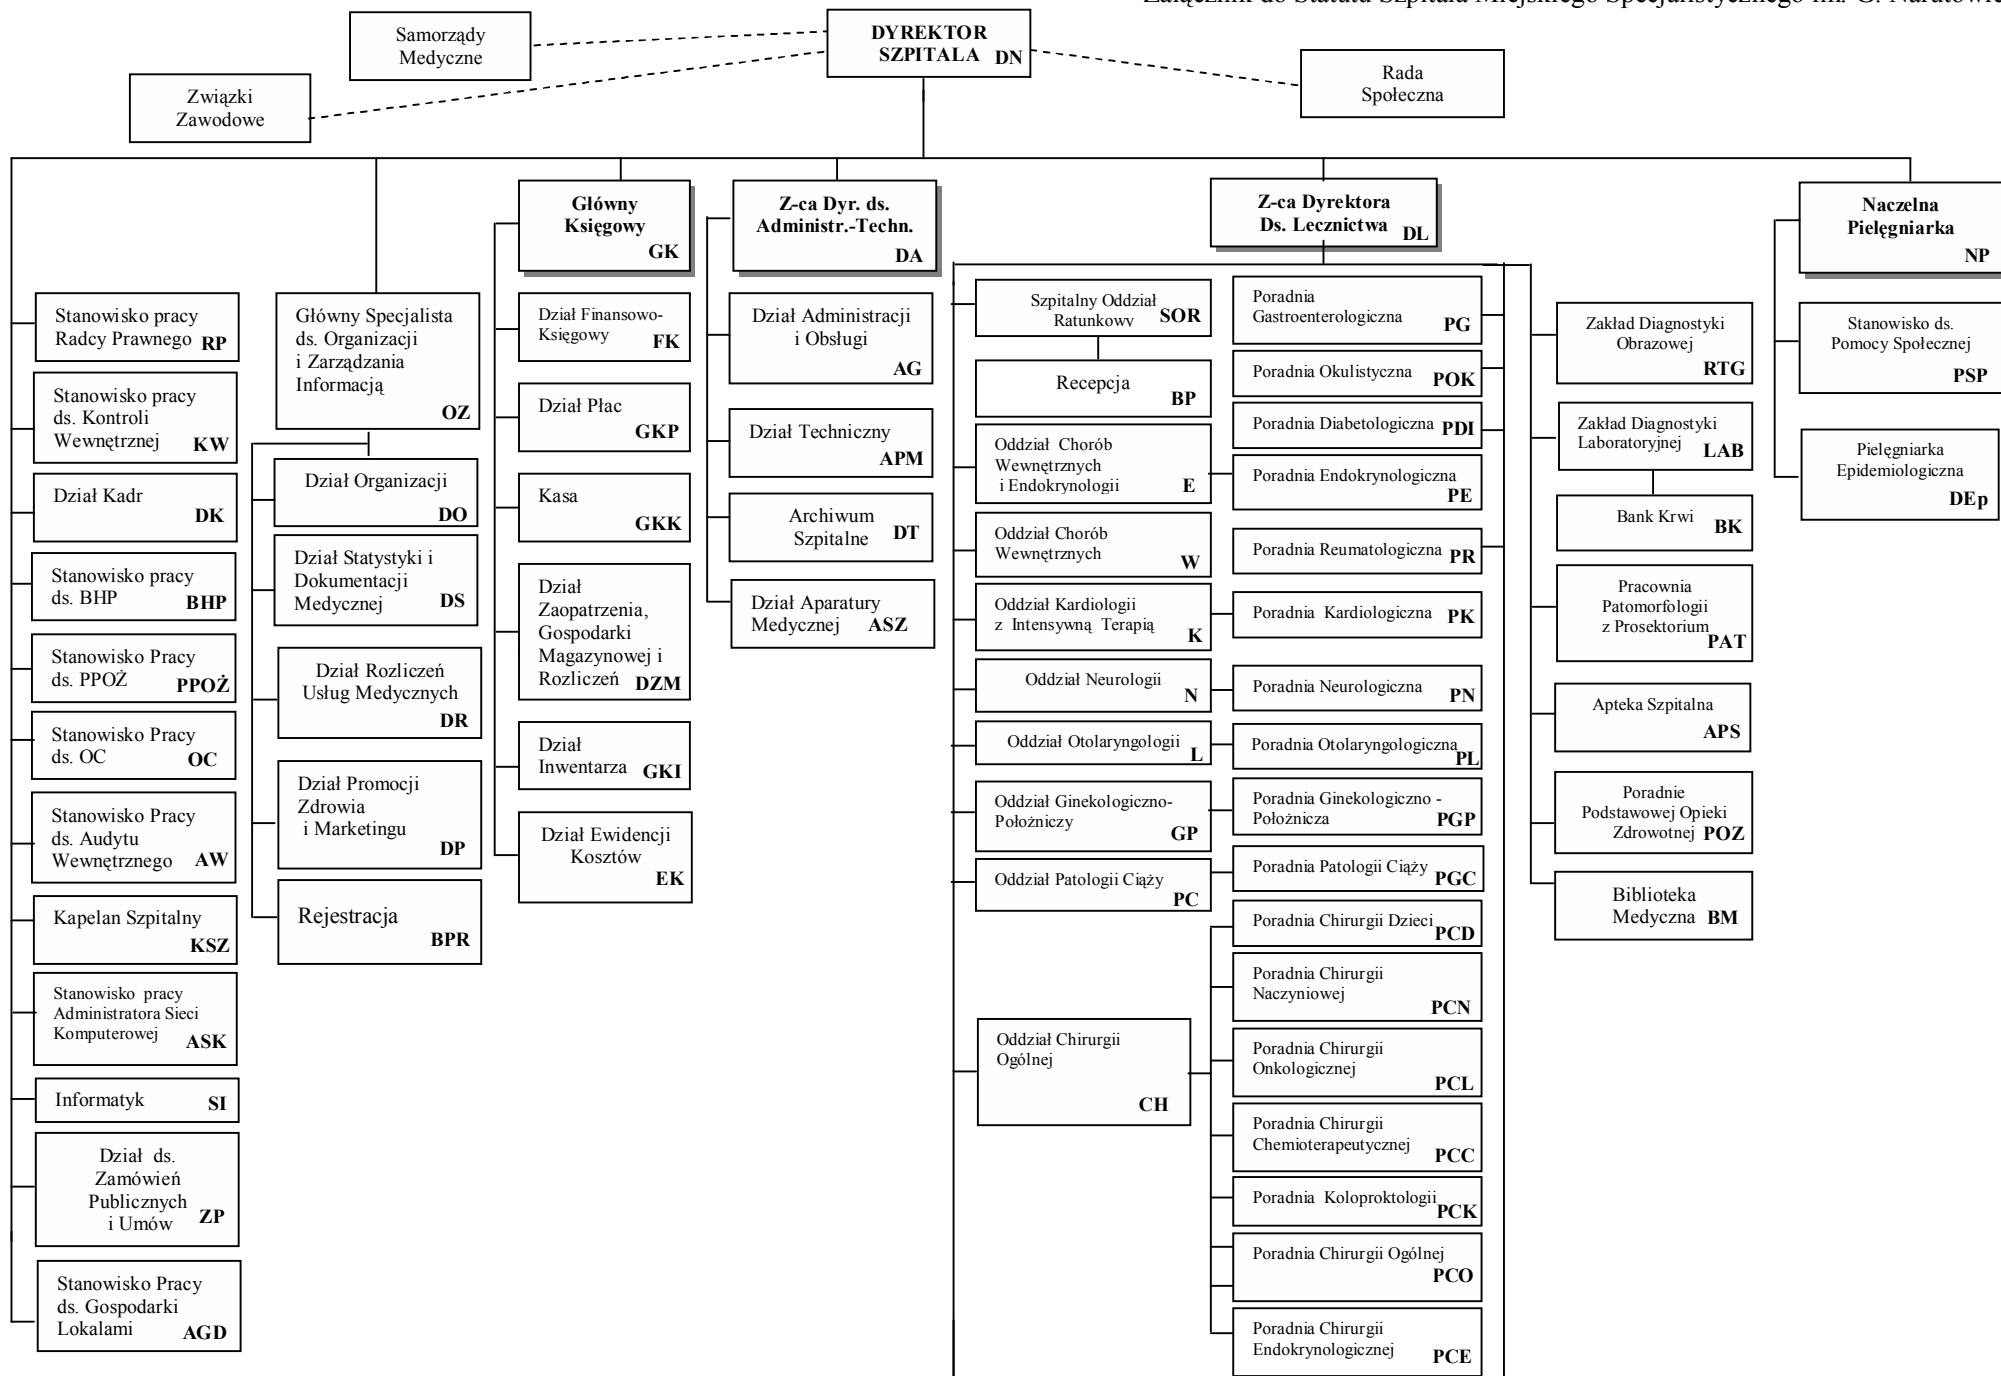 Załącznik do Statutu Szpitala Miejskiego Specjalistycznego im. G.
Samorządy
Medyczne
DYREKTOR
SZPITALA DN
Rada
Społeczna
Związki
Zawodowe
Stanowisko pracy
Radcy Prawnego RP
Stanowisko pracy
ds. Kontroli
Wewnętrznej KW
Dział Kadr
DK
Stanowisko pracy
ds. BHP BHP
Stanowisko Pracy
ds. PPOŻ PPOŻ
Stanowisko Pracy
ds. OC OC
Stanowisko Pracy
ds. Audytu
Wewnętrznego AW
Kapelan Szpitalny
KSZ
Stanowisko pracy
Administratora Sieci
Komputerowej ASK
Informatyk SI
Dział ds.
Zamówień
Publicznych
i Umów ZP
Stanowisko Pracy
ds. Gospodarki
Lokalami AGD
Główny Specjalista
ds. Organizacji
i Zarządzania
Informacją
OZ
Dział Organizacji
DO
Dział Statystyki i
Dokumentacji
Medycznej DS
Dział Rozliczeń
Usług Medycznych
DR
Dział Promocji
Zdrowia
i Marketingu
DP
Rejestracja
BPR
Główny
Księgowy
GK
Dział Finansowo-
Księgowy FK
Dział Płac
GKP
Kasa
GKK
Dział
Zaopatrzenia,
Gospodarki
Magazynowej i
Rozliczeń DZM
Dział
Inwentarza GKI
Dział Ewidencji
Kosztów
EK
Z-ca Dyr. ds.
Administr.-Techn.
DA
Dział Administracji
i Obsługi
AG
Dział Techniczny
APM
Archiwum
Szpitalne DT
Dział Aparatury
Medycznej ASZ
Z-ca Dyrektora
Ds. Lecznictwa DL
Szpitalny Oddział
Ratunkowy SOR
Recepcja
BP
Oddział Chorób
Wewnętrznych
i Endokrynologii E
Oddział Chorób
Wewnętrznych
W
Oddział Kardiologii
z Intensywną Terapią
K
Oddział Neurologii
N
Oddział Otolaryngologii
L
Oddział Ginekologiczno-
Położniczy
GP
Oddział Patologii Ciąży
PC
Oddział Chirurgii
Ogólnej
CH
Poradnia
Gastroenterologiczna
PG
Poradnia Okulistyczna
POK
Poradnia Diabetologiczna PDI
Poradnia Endokrynologiczna
PE
Poradnia Reumatologiczna PR
Poradnia Kardiologiczna PK
Poradnia Neurologiczna PN
Poradnia Otolaryngologiczna
PL
Poradnia Ginekologiczno -
Położnicza PGP
Poradnia Patologii Ciąży
PGC
Poradnia Chirurgii Dzieci
PCD
Poradnia Chirurgii
Naczyniowej
PCN
Poradnia Chirurgii
Onkologicznej
PCL
Poradnia Chirurgii
Chemioterapeutycznej
PCC
Poradnia Koloproktologii
PCK
Poradnia Chirurgii Ogólnej
PCO
Poradnia Chirurgii
Endokrynologicznej
PCE
Zakład Diagnostyki
Obrazowej
RTG
Zakład Diagnostyki
Laboratoryjnej LAB
Bank Krwi BK
Pracownia
Patomorfologii
z Prosektorium
PAT
Apteka Szpitalna
APS
Poradnie
Podstawowej Opieki
Zdrowotnej POZ
Biblioteka
Medyczna BM
Naczelna
Pielęgniarka
NP
Stanowisko ds.
Pomocy Społecznej
PSP
Pielęgniarka
Epidemiologiczna
DEp